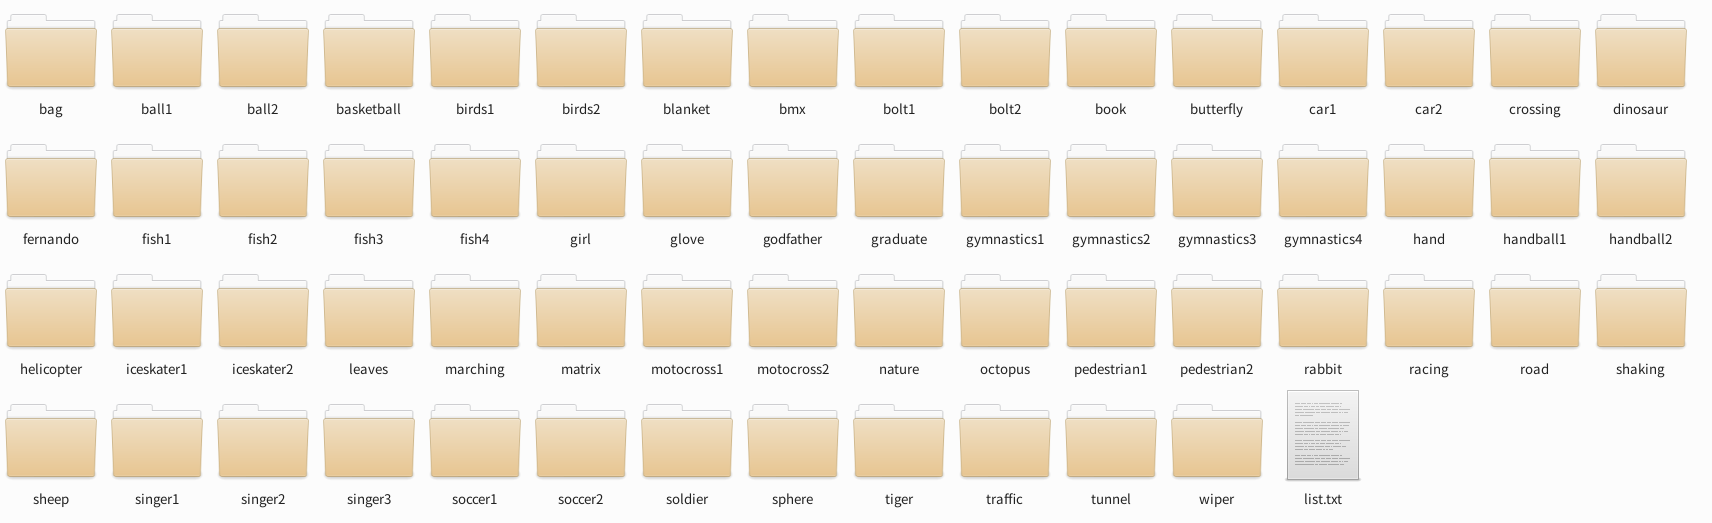 bag ball1 ball2 basketball birds1 birds2 blanket bmx bolt1 bolt2 book butterfly car1 car2 crossing dinosaur
fernando fish1 fish2 fish3 fish4 girl glove godfather graduate gymnastics1 gymnastics2 gymnastics3 gymnastics4 hand handball1 handball2
helicopter iceskater1 iceskater2 leaves marching matrix motocross1 motocross2 nature octopus pedestrian1 pedestrian2 rabbit racing road shaking
sheep singer1 singer2 singer3 soccer1 soccer2 soldier sphere tiger traffic tunnel wiper list.txt